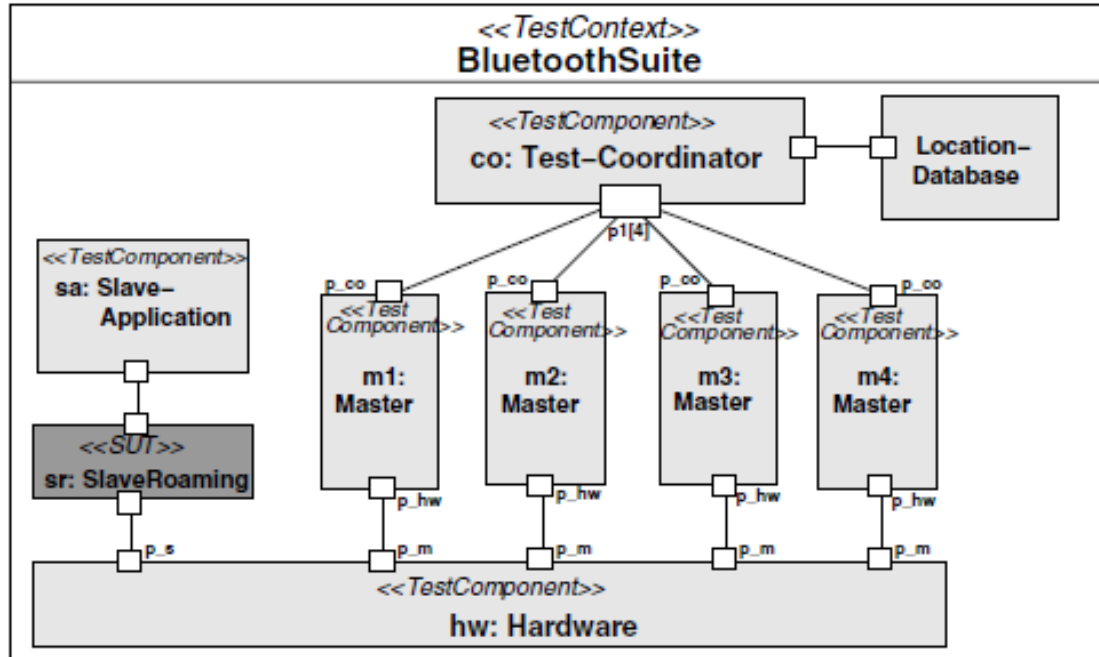 <<TestContext>>
BluetoothSuite
<<TestComponent>>
co: Test-Coordinator
Location-
Database
p1[4]
<<TestComponent>>
sa: Slave-
Application
<<SUT>>
sr: SlaveRoaming
p_co
<<Test
Component>>
m1:
Master
p_hw
p_co
<<Test
Component>>
m2:
Master
p_hw
p_co
<<Test
Component>>
m3:
Master
p_hw
p_co
<<Test
Component>>
m4:
Master
p_hw
p_s
p_m
p_m
p_m
p_m
<<TestComponent>>
hw: Hardware